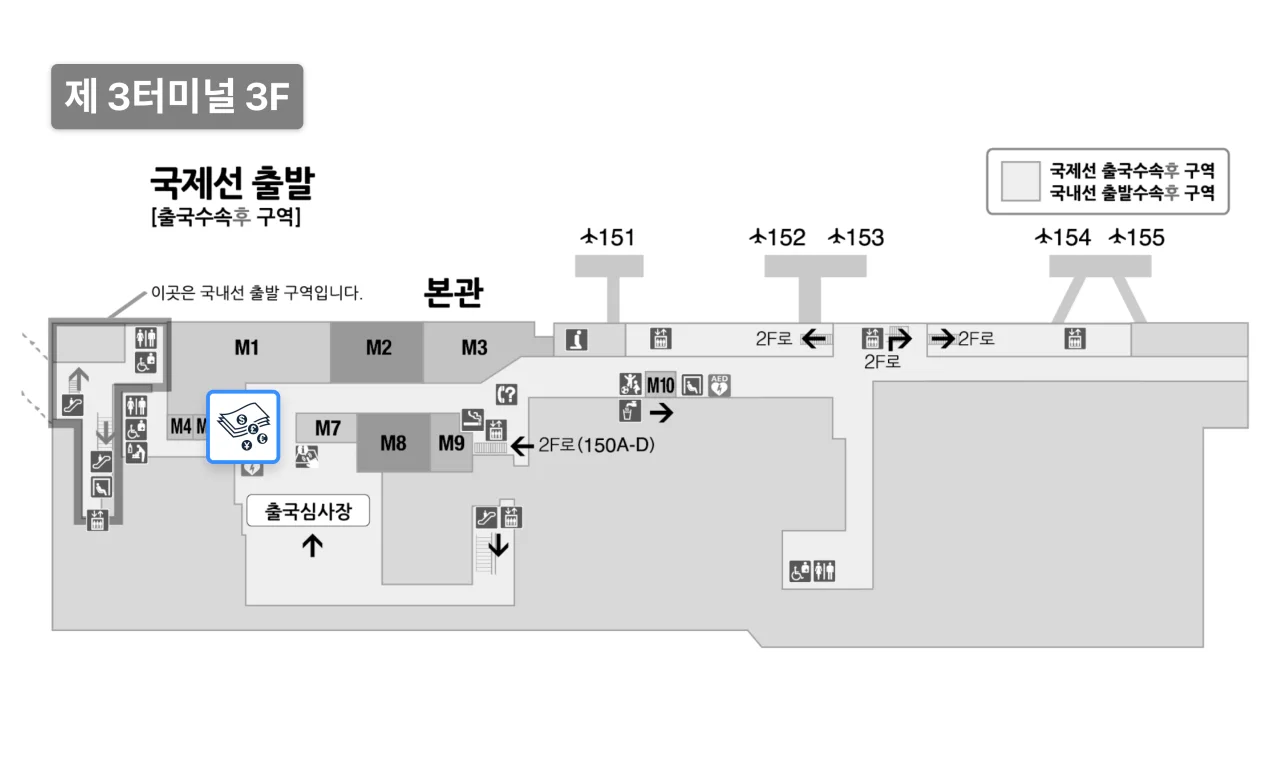 제 3터미널 3F
국제선 출발
[출국수속후 구역]
국제선 출국수속후 구역
국내선 출발수속후 구역
151
152
153
154
155
이곳은 국내선 출발 구역입니다.
본관
M1
M2
M3
2F로
2F로
2F로
M10
AED
M4
M7
M8
M9
2F로(150A-D)
출국심사장